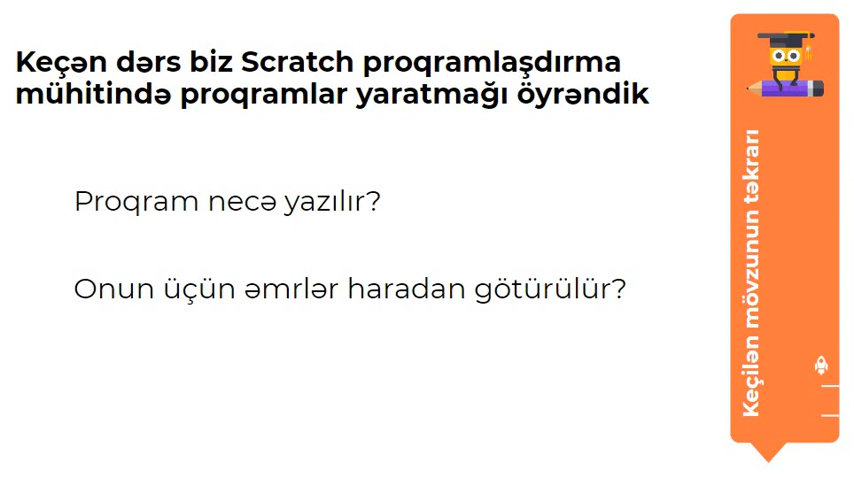 Keçən dərs biz Scratch proqramlaşdırma
mühitində proqramlar yaratmağı öyrəndik
Proqram necə yazılır?
Onun üçün əmrlər haradan götürülür?
Keçilən mövzunun təkrarı